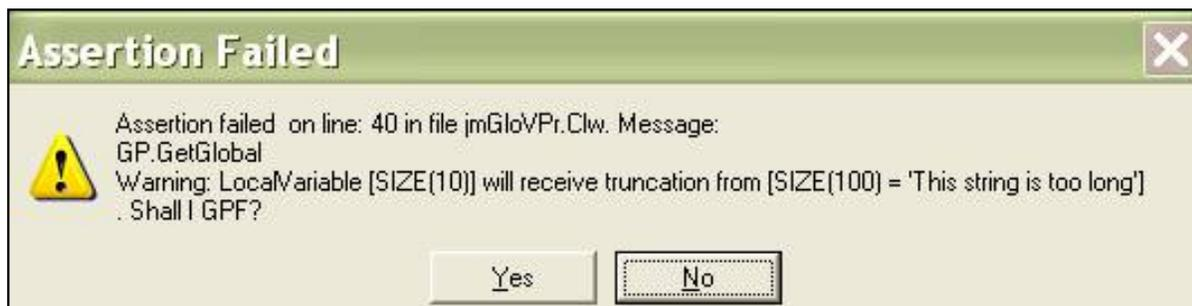 Assertion Failed
Assertion failed on line: 40 in file jmGloVPr.Clw. Message:
GP.GetGlobal
Warning: LocalVariable [SIZE(10)] will receive truncation from [SIZE(100) = 'This string is too long']
. Shall I GPF?
Yes No